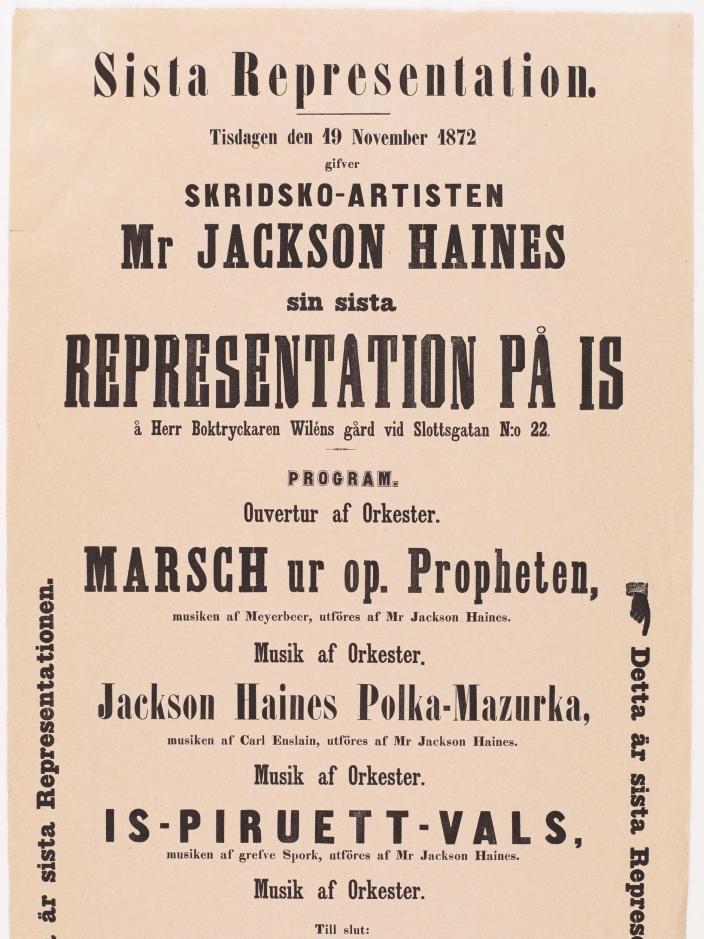 Sista Representation.
Tisdagen den 19 November 1872
gifver
SKRIDSKO-ARTISTEN
Mr JACKSON HAINES
sin sista
REPRESENTATION PÅ IS
å Herr Boktryckaren Wiléns gård vid Slottsgatan N:o 22.
PROGRAM.
Ouvertur af Orkester.
MARSCH ur op. Propheten,
musiken af Meyerbeer, utföres af Mr Jackson Haines.
Musik af Orkester.
Jackson Haines Polka-Mazurka,
musiken af Carl Enslain, utföres af Mr Jackson Haines.
Musik af Orkester.
IS-PIRUETT-VALS,
musiken af grefve Spork, utföres af Mr Jackson Haines.
Musik af Orkester.
Till slut:
är sista Representationen.
Detta är sista Represe